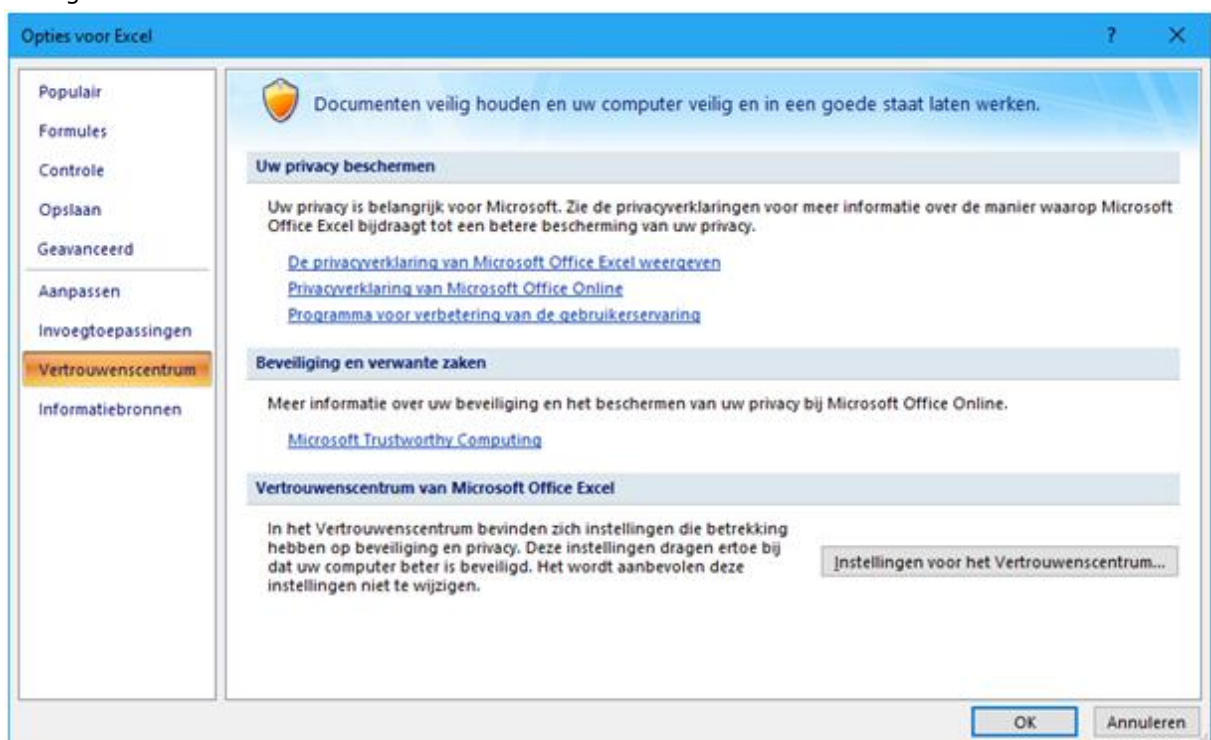 Opties voor Excel
?
Populair
Formules
Controle
Opslaan
Geavanceerd
Aanpassen
Invoegtoepassingen
Vertrouwenscentrum
Informatiebronnen
Documenten veilig houden en uw computer veilig en in een goede staat laten werken.
Uw privacy beschermen
Uw privacy is belangrijk voor Microsoft. Zie de privacyverklaringen voor meer informatie over de manier waarop Microsoft
Office Excel bijdraagt tot een betere bescherming van uw privacy.
De privacyverklaring van Microsoft Office Excel weergeven
Privacyverklaring van Microsoft Office Online
Programma voor verbetering van de gebruikerservaring
Beveiliging en verwante zaken
Meer informatie over uw beveiliging en het beschermen van uw privacy bij Microsoft Office Online.
Microsoft Trustworthy Computing
Vertrouwenscentrum van Microsoft Office Excel
In het Vertrouwenscentrum bevinden zich instellingen die betrekking
hebben op beveiliging en privacy. Deze instellingen dragen ertoe bij
dat uw computer beter is beveiligd. Het wordt aanbevolen deze
instellingen niet te wijzigen.
Instellingen voor het Vertrouwenscentrum...
OK
Annuleren